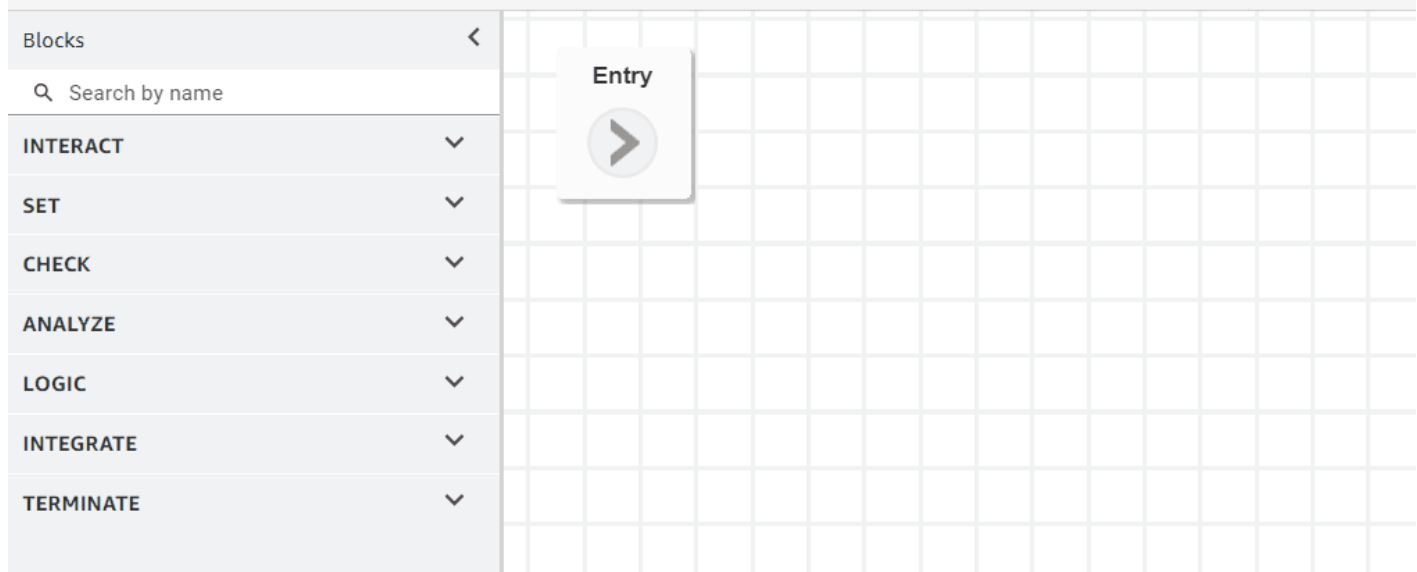 Blocks
Search by name
INTERACT
SET
CHECK
ANALYZE
LOGIC
INTEGRATE
TERMINATE
Entry